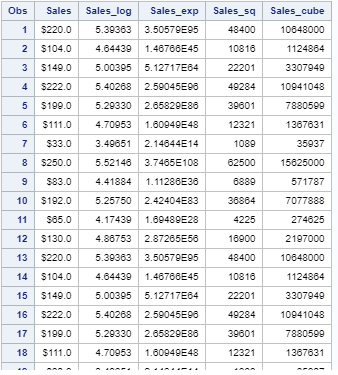 Obs Sales Sales_log Sales_exp Sales_sq Sales_cube
1 $220.0 5.39363 3.50579E95 48400 10648000
2 $104.0 4.64439 1.46766E45 10816 1124864
3 $149.0 5.00395 5.12717E64 22201 3307949
4 $222.0 5.40268 2.59045E96 49284 10941048
5 $199.0 5.29330 2.65829E86 39601 7880599
6 $111.0 4.70953 1.60949E48 12321 1367631
7 $33.0 3.49651 2.14644E14 1089 35937
8 $250.0 5.52146 3.7465E108 62500 15625000
9 $83.0 4.41884 1.11286E36 6889 571787
10 $192.0 5.25750 2.42404E83 36864 7077888
11 $65.0 4.17439 1.69489E28 4225 274625
12 $130.0 4.86753 2.87265E56 16900 2197000
13 $220.0 5.39363 3.50579E95 48400 10648000
14 $104.0 4.64439 1.46766E45 10816 1124864
15 $149.0 5.00395 5.12717E64 22201 3307949
16 $222.0 5.40268 2.59045E96 49284 10941048
17 $199.0 5.29330 2.65829E86 39601 7880599
18 $111.0 4.70953 1.60949E48 12321 1367631